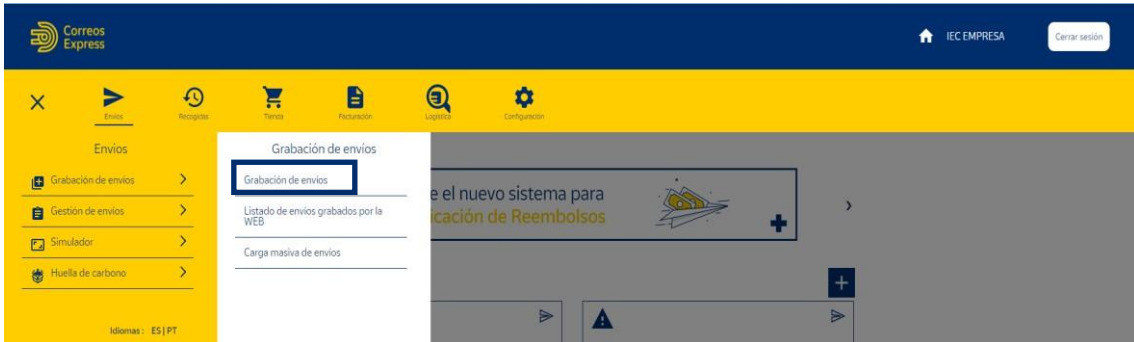 Correos
Express
IEC EMPRESA
Cerrar sesión
Envíos
Recogidas
Tienda
Facturación
Logística
Configuración
Envíos
Grabación de envíos
Gestión de envíos
Simulador
Huella de carbono
Idiomas : ES | PT
Grabación de envíos
Grabación de envíos
Listado de envíos grabados por la
WEB
Carga masiva de envíos
e el nuevo sistema para
icación de Reembolsos